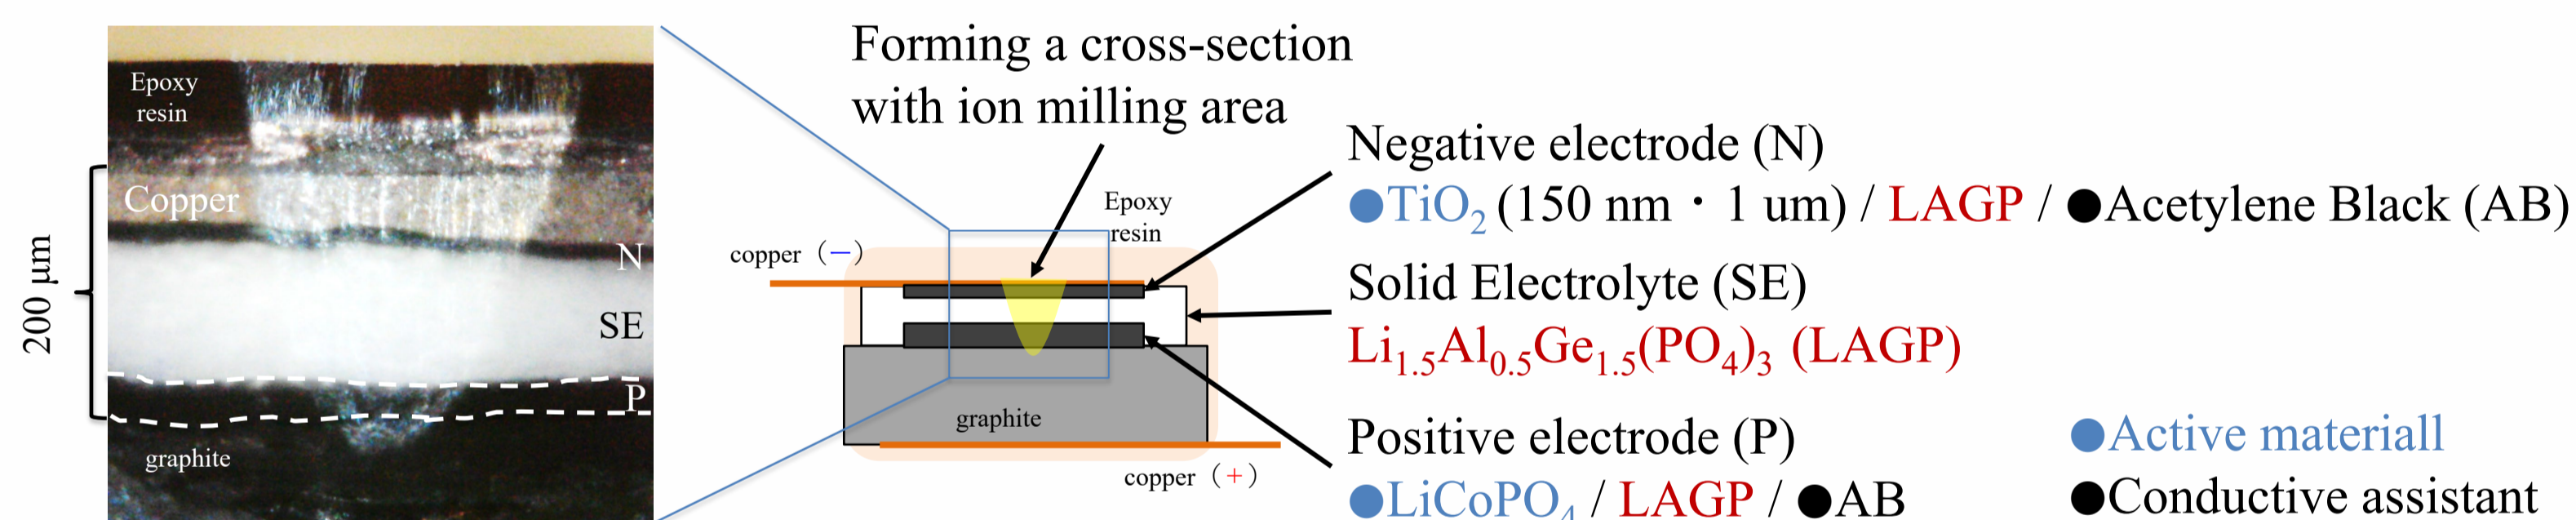 Epoxy
resin
Copper
N
SE
P
graphite
200 μm
Forming a cross-section
with ion milling area
Epoxy
resin
copper（−）
graphite
copper（+）
Negative electrode (N)
●TiO₂ (150 nm・1 um) / LAGP / ●Acetylene Black (AB)
Solid Electrolyte (SE)
Li₁.₅Al₀.₅Ge₁.₅(PO₄)₃ (LAGP)
Positive electrode (P)
●LiCoPO₄ / LAGP / ●AB
●Active materiall
●Conductive assistant